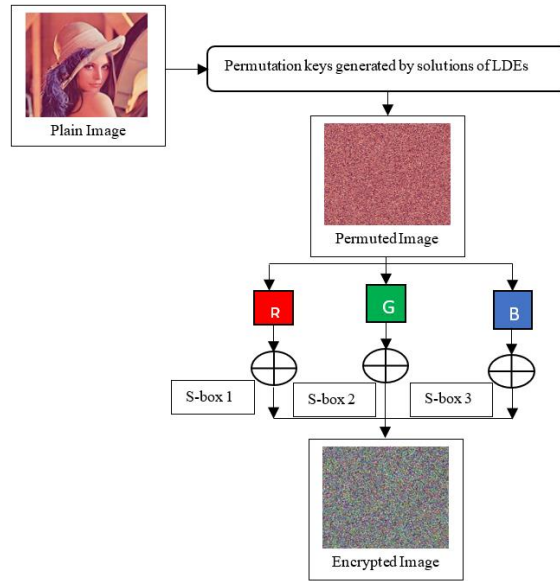 Permutation keys generated by solutions of LDEs
Plain Image
Permuted Image
R
G
B
S-box 1
S-box 2
S-box 3
Encrypted Image